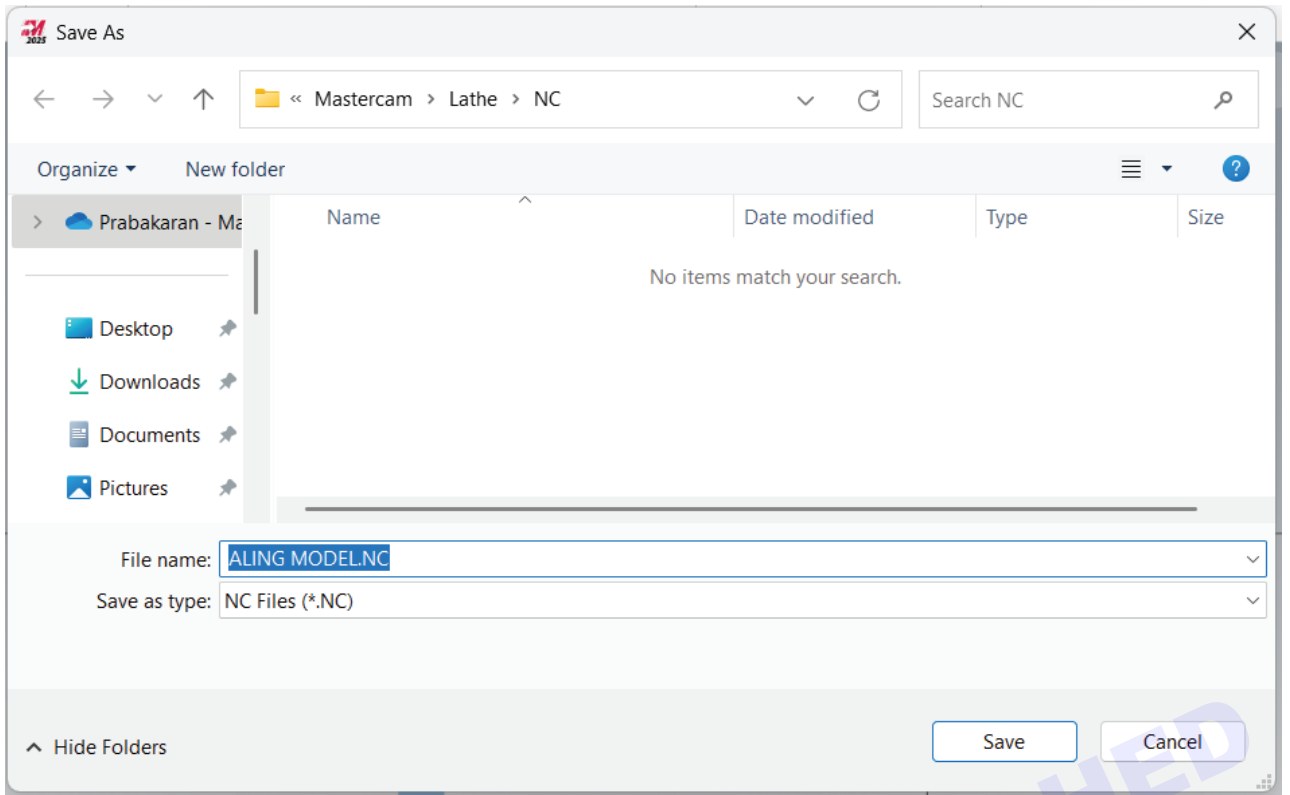 2025 Save As
« Mastercam > Lathe > NC
Search NC
Organize New folder
?
Prabakaran - Ma
Name Date modified Type Size
No items match your search.
Desktop
Downloads
Documents
Pictures
File name: ALING MODEL.NC
Save as type: NC Files (*.NC)
Hide Folders
Save Cancel
HED